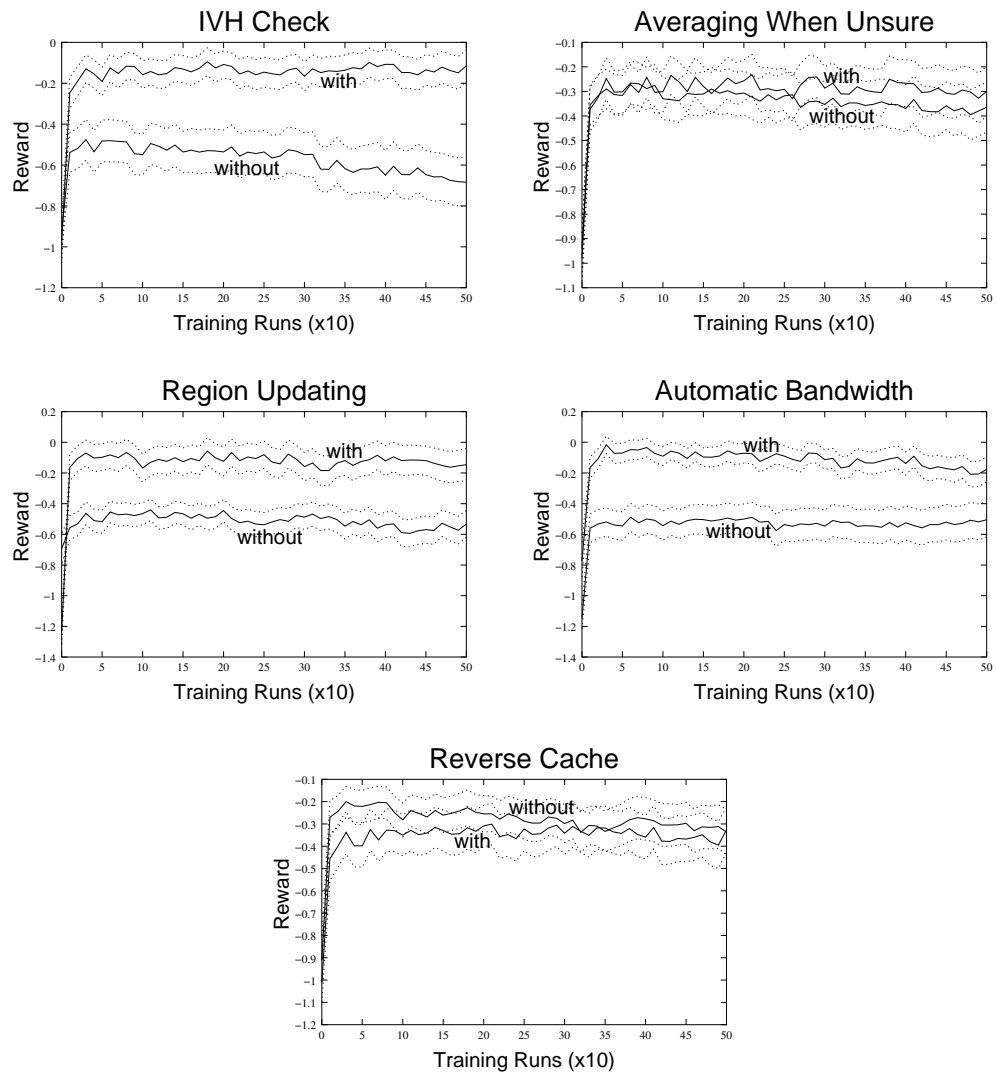 IVH Check
0
−0.2
−0.4
−0.6
−0.8
−1
−1.2
Reward
with
without
0 5 10 15 20 25 30 35 40 45 50
Training Runs (x10)
Averaging When Unsure
−0.1
−0.2
−0.3
−0.4
−0.5
−0.6
−0.7
−0.8
−0.9
−1
−1.1
Reward
with
without
0 5 10 15 20 25 30 35 40 45 50
Training Runs (x10)
Region Updating
0.2
0
−0.2
−0.4
−0.6
−0.8
−1
−1.2
−1.4
Reward
with
without
0 5 10 15 20 25 30 35 40 45 50
Training Runs (x10)
Automatic Bandwidth
0.2
0
−0.2
−0.4
−0.6
−0.8
−1
−1.2
−1.4
Reward
with
without
0 5 10 15 20 25 30 35 40 45 50
Training Runs (x10)
Reverse Cache
−0.1
−0.2
−0.3
−0.4
−0.5
−0.6
−0.7
−0.8
−0.9
−1
−1.1
−1.2
Reward
without
with
0 5 10 15 20 25 30 35 40 45 50
Training Runs (x10)